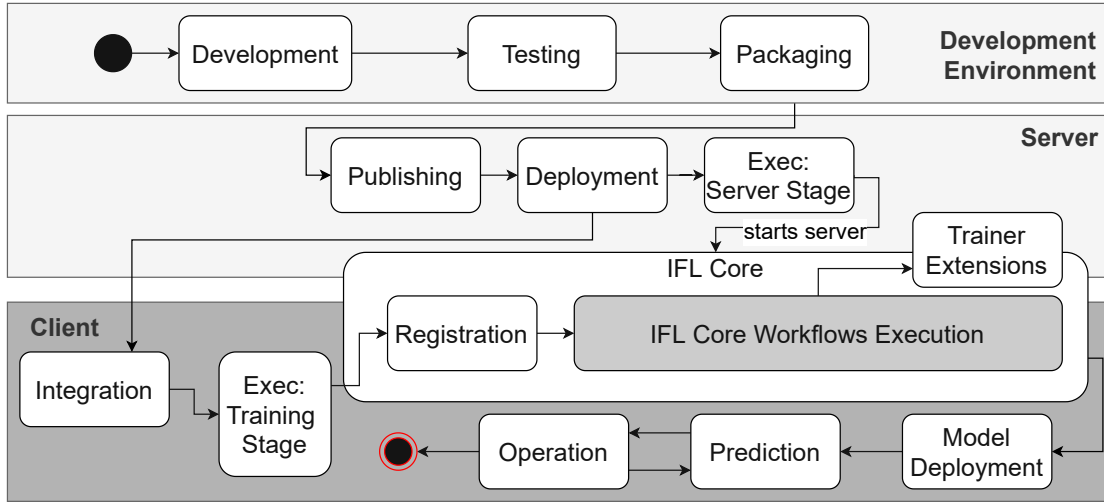 Development
Testing
Packaging
Development
Environment
Server
Publishing
Deployment
Exec:
Server Stage
starts server
Trainer
Extensions
IFL Core
Client
Registration
IFL Core Workflows Execution
Integration
Exec:
Training
Stage
Operation
Prediction
Model
Deployment